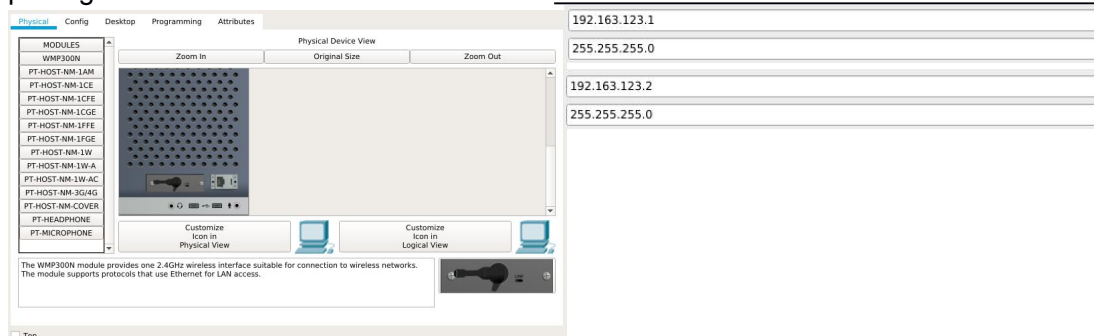 Physical Config Desktop Programming Attributes
MODULES
WMP300N
PT-HOST-NM-1AM
PT-HOST-NM-1CE
PT-HOST-NM-1CFE
PT-HOST-NM-1CGE
PT-HOST-NM-1FFE
PT-HOST-NM-1FGE
PT-HOST-NM-1W
PT-HOST-NM-1W-A
PT-HOST-NM-1W-AC
PT-HOST-NM-3G/4G
PT-HOST-NM-COVER
PT-HEADPHONE
PT-MICROPHONE
Physical Device View
Zoom In Original Size Zoom Out
Customize
Icon in
Physical View
Customize
Icon in
Logical View
The WMP300N module provides one 2.4GHz wireless interface suitable for connection to wireless networks.
The module supports protocols that use Ethernet for LAN access.
Top
192.163.123.1
255.255.255.0
192.163.123.2
255.255.255.0